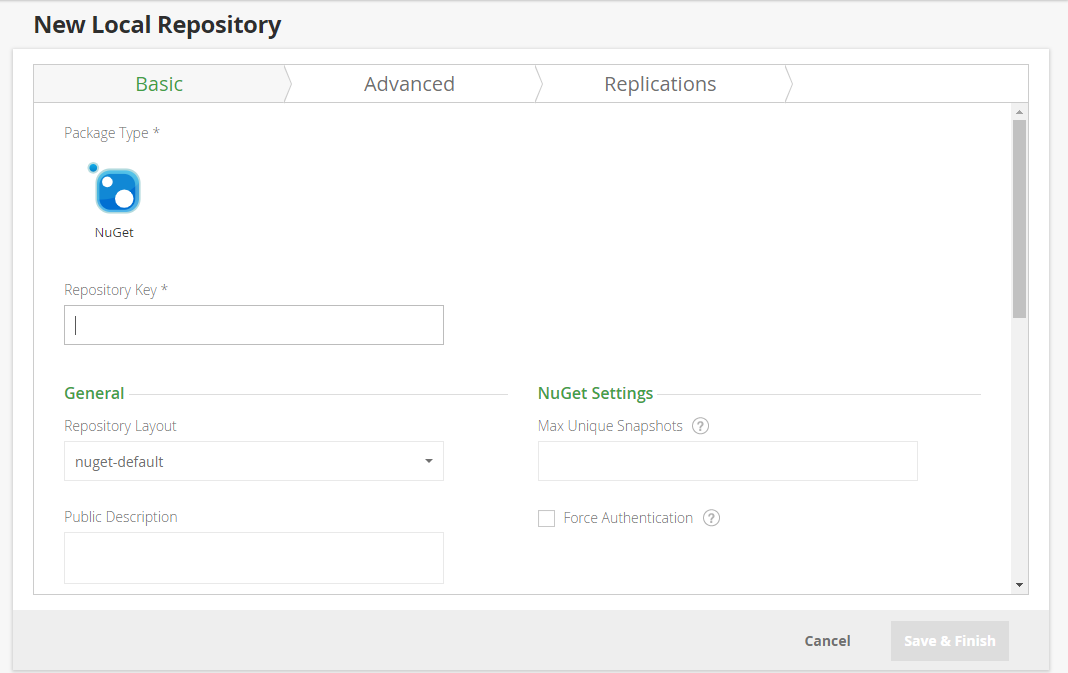 New Local Repository
Basic
Advanced
Replications
Package Type *
NuGet
Repository Key *
General
Repository Layout
nuget-default
Public Description
NuGet Settings
Max Unique Snapshots ?
Force Authentication ?
Cancel
Save & Finish